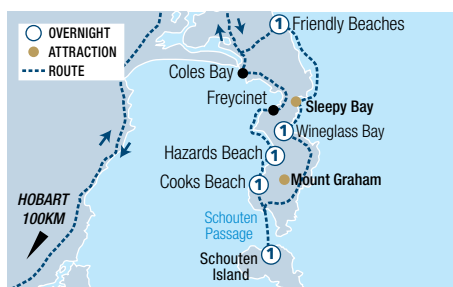 1 OVERNIGHT
ATTRACTION
ROUTE
1 Friendly Beaches
Coles Bay
Freycinet
Sleepy Bay
1 Wineglass Bay
Hazards Beach 1
Cooks Beach 1
Mount Graham
HOBART
100KM
Schouten
Passage
Schouten
Island
1